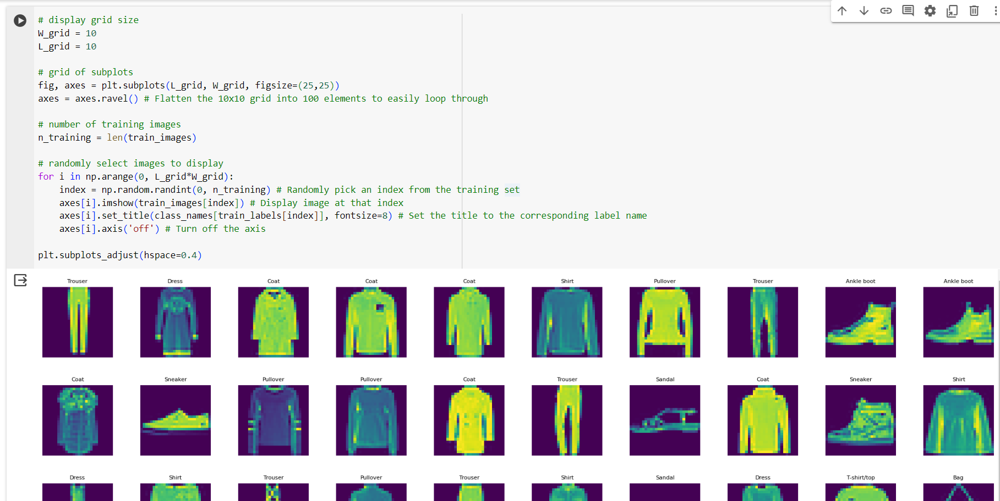 # display grid size
W_grid = 10
L_grid = 10
# grid of subplots
fig, axes = plt.subplots(L_grid, W_grid, figsize=(25,25))
axes = axes.ravel() # Flatten the 10x10 grid into 100 elements to easily loop through
# number of training images
n_training = len(train_images)
# randomly select images to display
for i in np.arange(0, L_grid*W_grid):
    index = np.random.randint(0, n_training) # Randomly pick an index from the training set
    axes[i].imshow(train_images[index]) # Display image at that index
    axes[i].set_title(class_names[train_labels[index]], fontsize=8) # Set the title to the corresponding label name
    axes[i].axis('off') # Turn off the axis
plt.subplots_adjust(hspace=0.4)
Trouser Dress Coat Coat Coat Shirt Pullover Trouser Ankle boot Ankle boot
Coat Sneaker Pullover Pullover Coat Trouser Sandal Coat Sneaker Shirt
Dress Shirt Trouser Pullover Trouser Shirt Sandal Dress T-shirt/top Bag